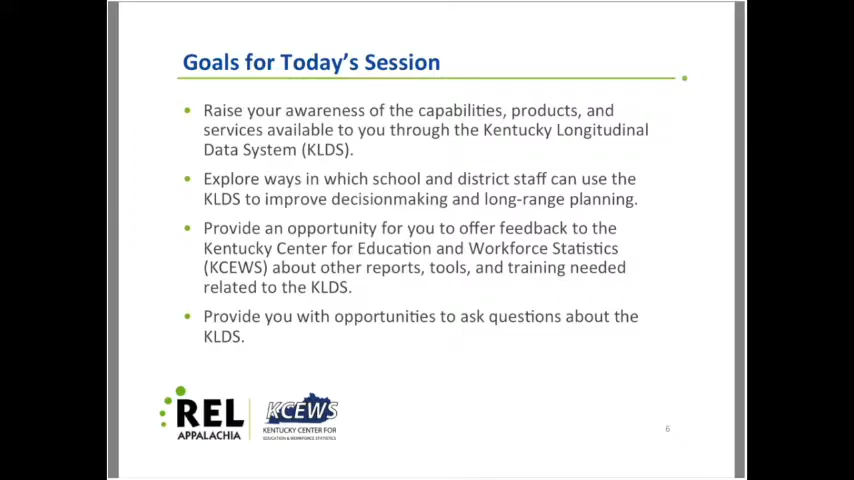 Goals for Today's Session
• Raise your awareness of the capabilities, products, and
services available to you through the Kentucky Longitudinal
Data System (KLDS).
• Explore ways in which school and district staff can use the
KLDS to improve decisionmaking and long-range planning.
• Provide an opportunity for you to offer feedback to the
Kentucky Center for Education and Workforce Statistics
(KCEWS) about other reports, tools, and training needed
related to the KLDS.
• Provide you with opportunities to ask questions about the
KLDS.
REL
APPALACHIA
KCEWS
KENTUCKY CENTER FOR
EDUCATION & WORKFORCE STATISTICS
6